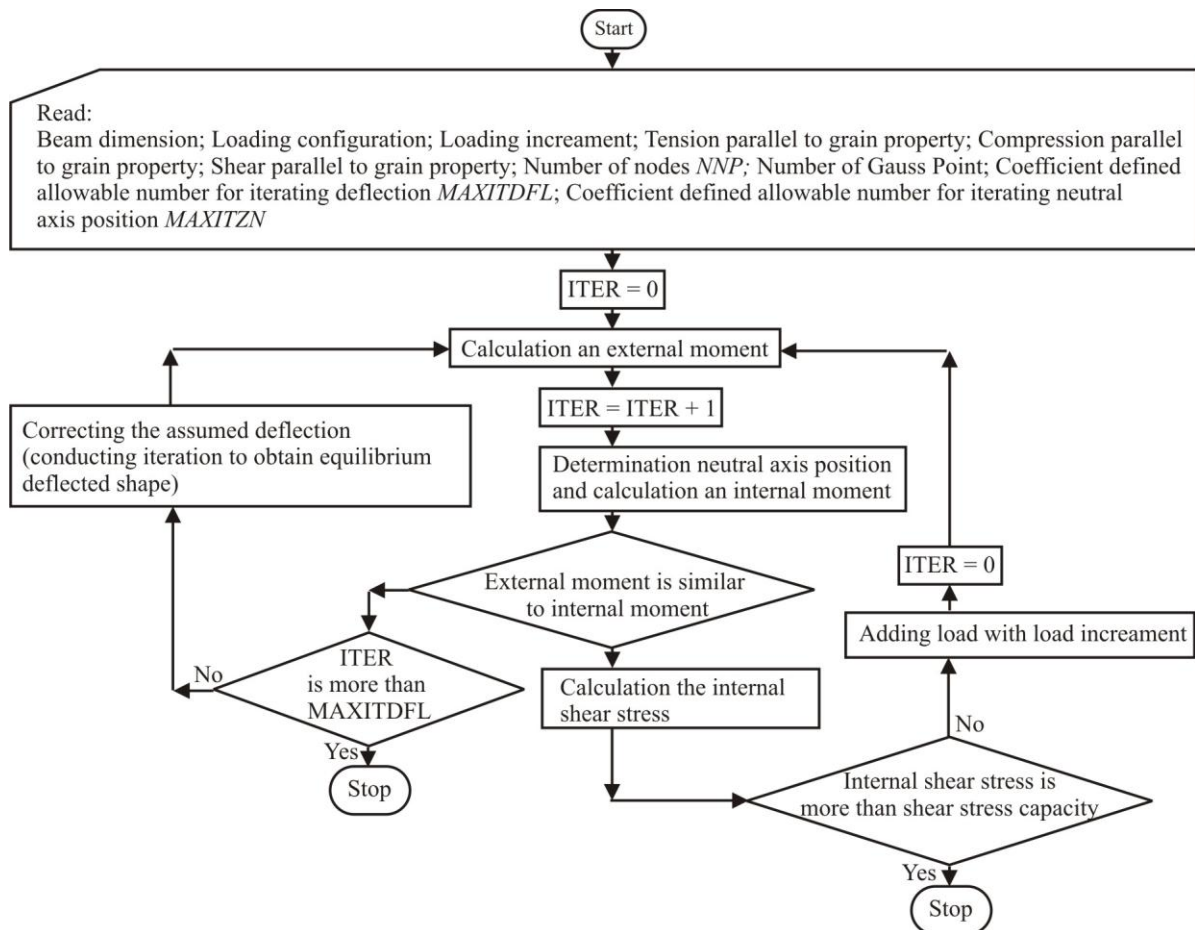 Start
Read:
Beam dimension; Loading configuration; Loading increament; Tension parallel to grain property; Compression parallel
to grain property; Shear parallel to grain property; Number of nodes NNP; Number of Gauss Point; Coefficient defined
allowable number for iterating deflection MAXITDFL; Coefficient defined allowable number for iterating neutral
axis position MAXITZN
ITER = 0
Calculation an external moment
ITER = ITER + 1
Correcting the assumed deflection
(conducting iteration to obtain equilibrium
deflected shape)
Determination neutral axis position
and calculation an internal moment
External moment is similar
to internal moment
ITER = 0
Adding load with load increament
ITER
is more than
MAXITDFL
No
Yes
Stop
Calculation the internal
shear stress
No
Internal shear stress is
more than shear stress capacity
Yes
Stop